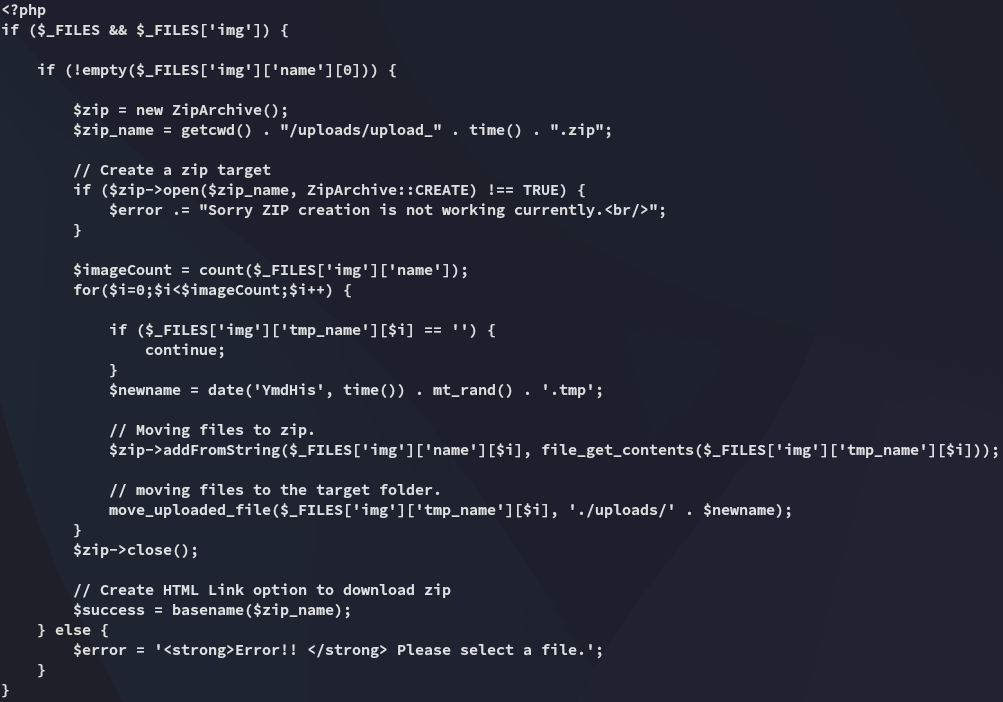 <?php
if ($_FILES && $_FILES['img']) {
    if (!empty($_FILES['img']['name'][0])) {
        $zip = new ZipArchive();
        $zip_name = getcwd() . "/uploads/upload_" . time() . ".zip";
        // Create a zip target
        if ($zip->open($zip_name, ZipArchive::CREATE) !== TRUE) {
            $error .= "Sorry ZIP creation is not working currently.<br/>";
        }
        $imageCount = count($_FILES['img']['name']);
        for($i=0;$i<$imageCount;$i++) {
            if ($_FILES['img']['tmp_name'][$i] == '') {
                continue;
            }
            $newname = date('YmdHis', time()) . mt_rand() . '.tmp';
            // Moving files to zip.
            $zip->addFromString($_FILES['img']['name'][$i], file_get_contents($_FILES['img']['tmp_name'][$i]));
            // moving files to the target folder.
            move_uploaded_file($_FILES['img']['tmp_name'][$i], './uploads/' . $newname);
        }
        $zip->close();
        // Create HTML Link option to download zip
        $success = basename($zip_name);
    } else {
        $error = '<strong>Error!! </strong> Please select a file.';
    }
}